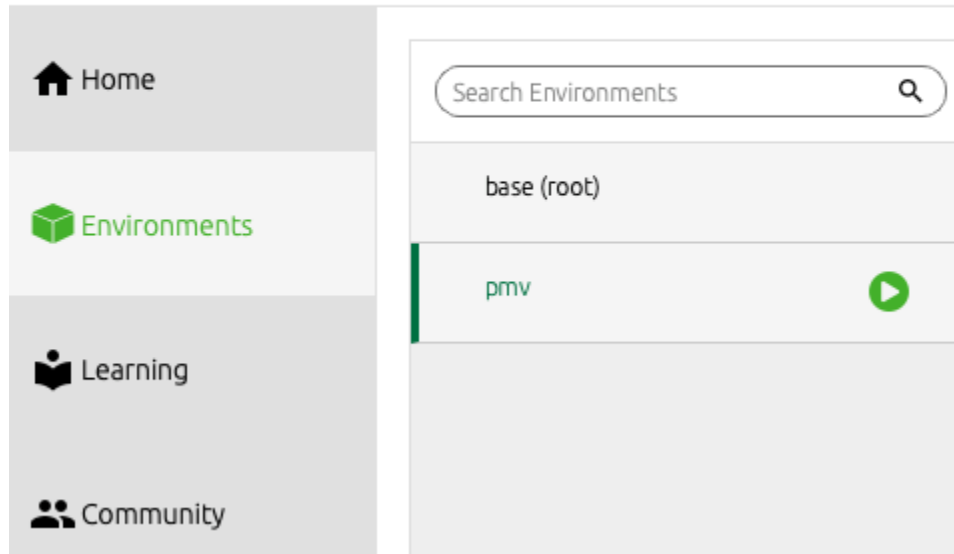 Home
Environments
Learning
Community
Search Environments
base (root)
pmv